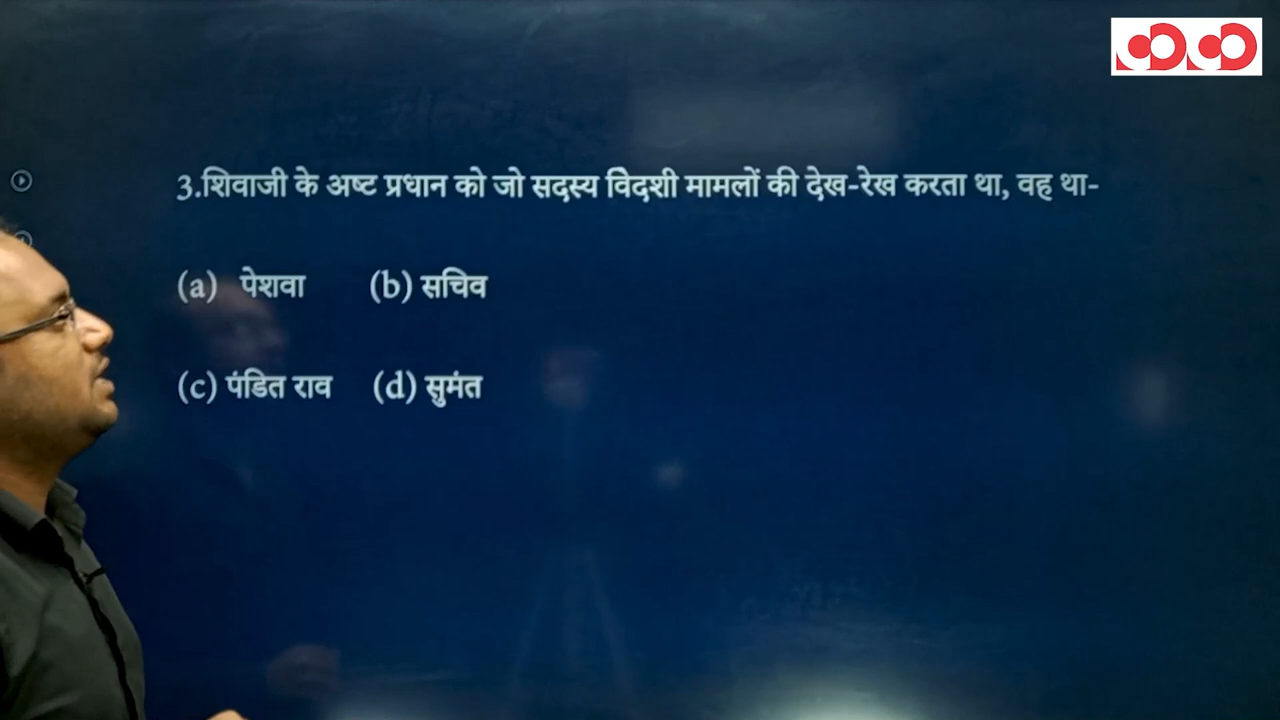 3.शिवाजी के अष्ट प्रधान को जो सदस्य विदशी मामलों की देख-रेख करता था, वह था-
(a) पेशवा (b) सचिव
(c) पंडित राव (d) सुमंत